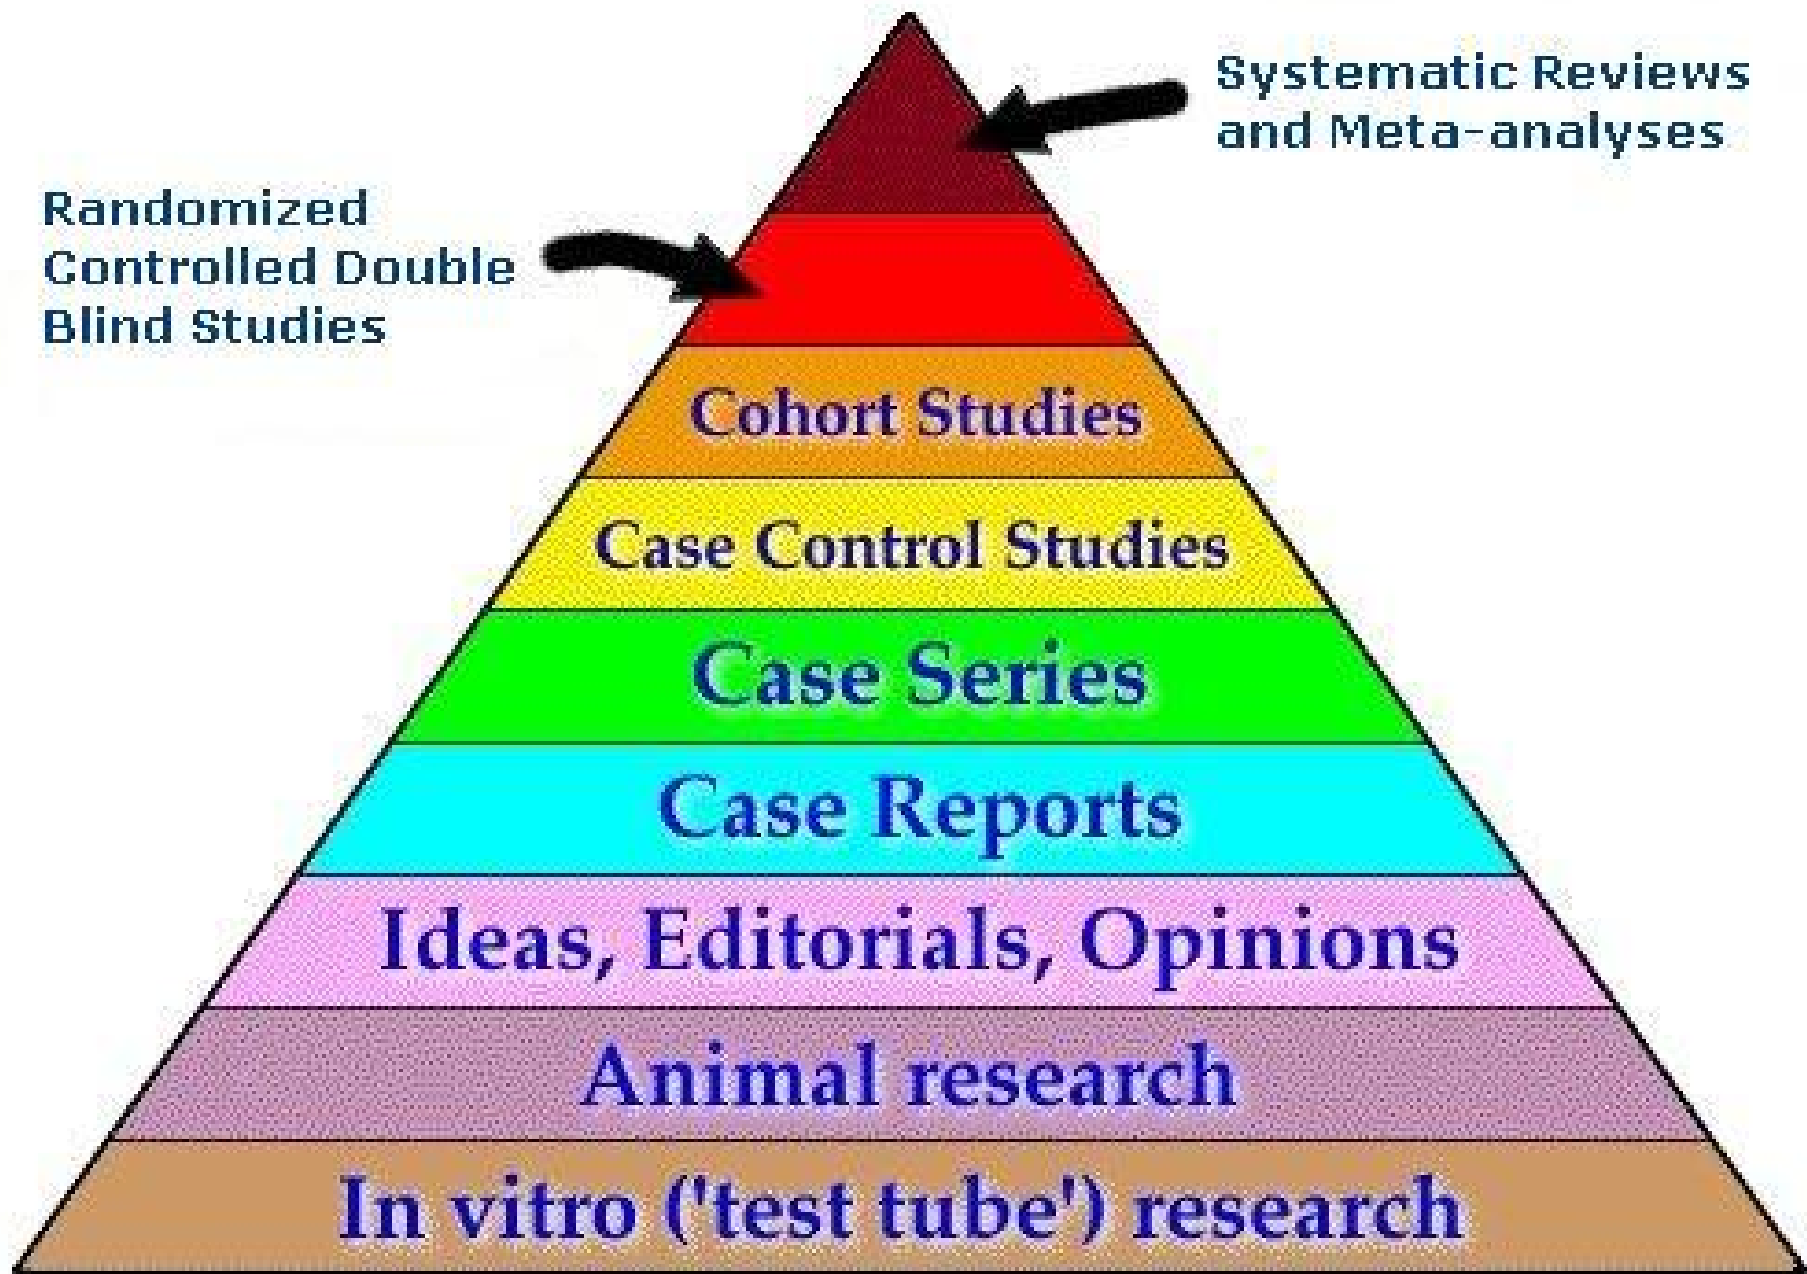 Systematic Reviews
and Meta-analyses
Randomized
Controlled Double
Blind Studies
Cohort Studies
Case Control Studies
Case Series
Case Reports
Ideas, Editorials, Opinions
Animal research
In vitro ('test tube') research